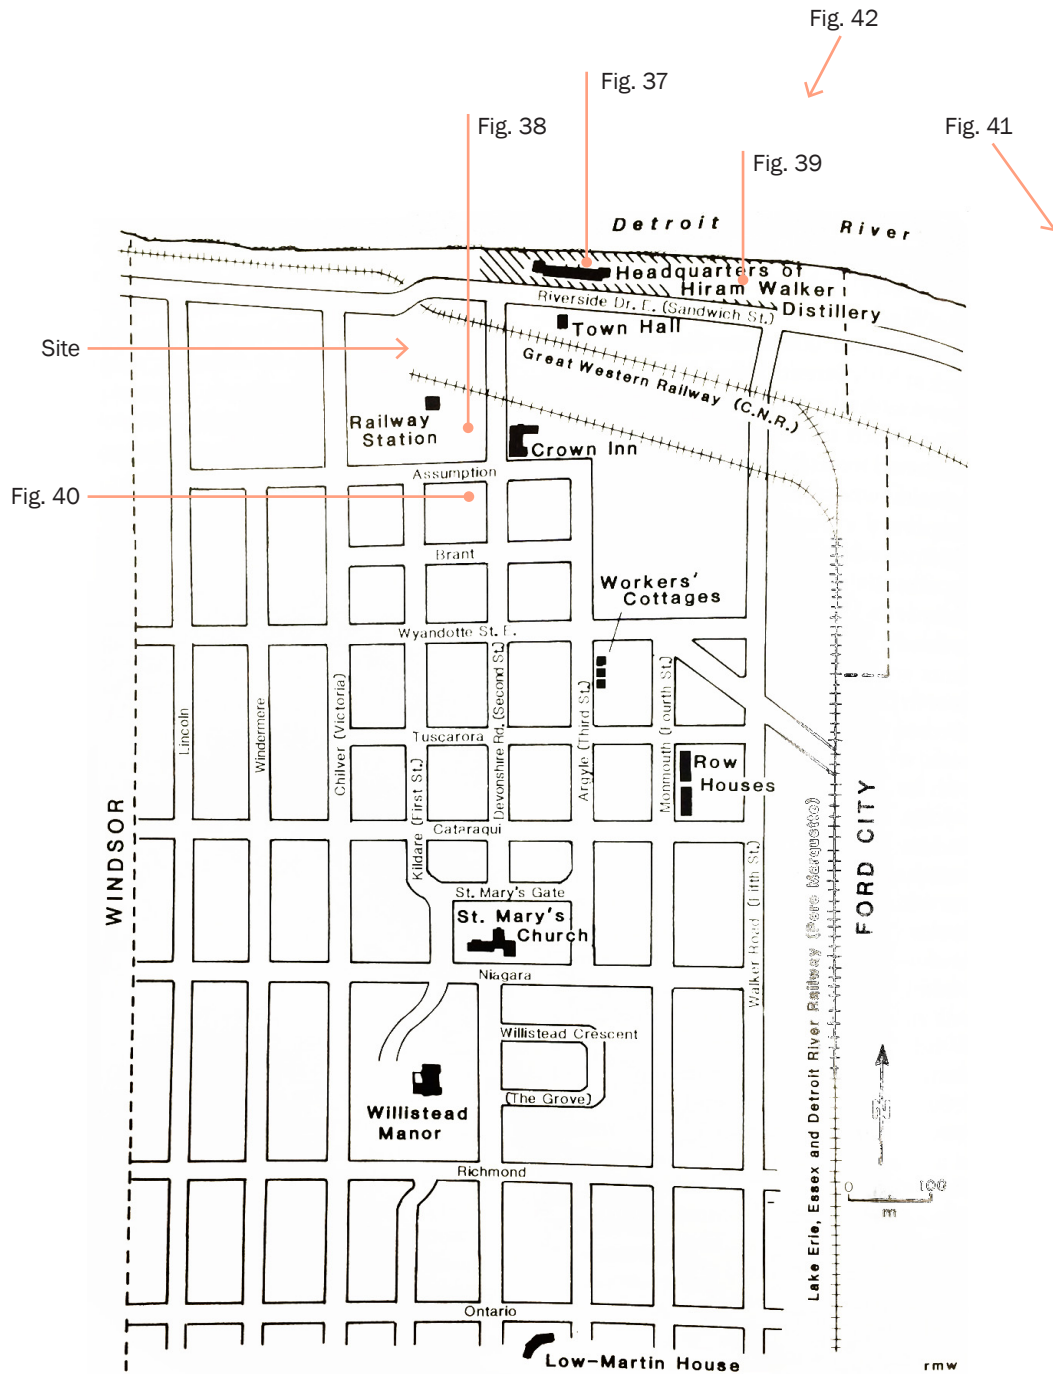 Fig. 42
Fig. 37
Fig. 38
Fig. 41
Fig. 39
Detroit River
Headquarters of
Hiram Walker
Distillery
Riverside Dr. E. (Sandwich St.)
Town Hall
Site
Great Western Railway (C.N.R.)
Railway
Station
Crown Inn
Assumption
Fig. 40
Brant
Workers'
Cottages
Wyandotte St. E.
Lincoln
Windermere
Chilver (Victoria)
Kildare (First St.)
Devonshire Rd. (Second St.)
Argyle (Third St.)
Monmouth (Fourth St.)
Walker Road (Fifth St.)
Tuscarora
Row
Houses
WINDSOR
FORD CITY
Lake Erie, Essex and Detroit River Railway (Pere Marquette)
Cataraqui
St. Mary's Gate
St. Mary's
Church
Niagara
Willistead Crescent
(The Grove)
Willistead
Manor
Richmond
0 100
m
Ontario
Low-Martin House
rmw